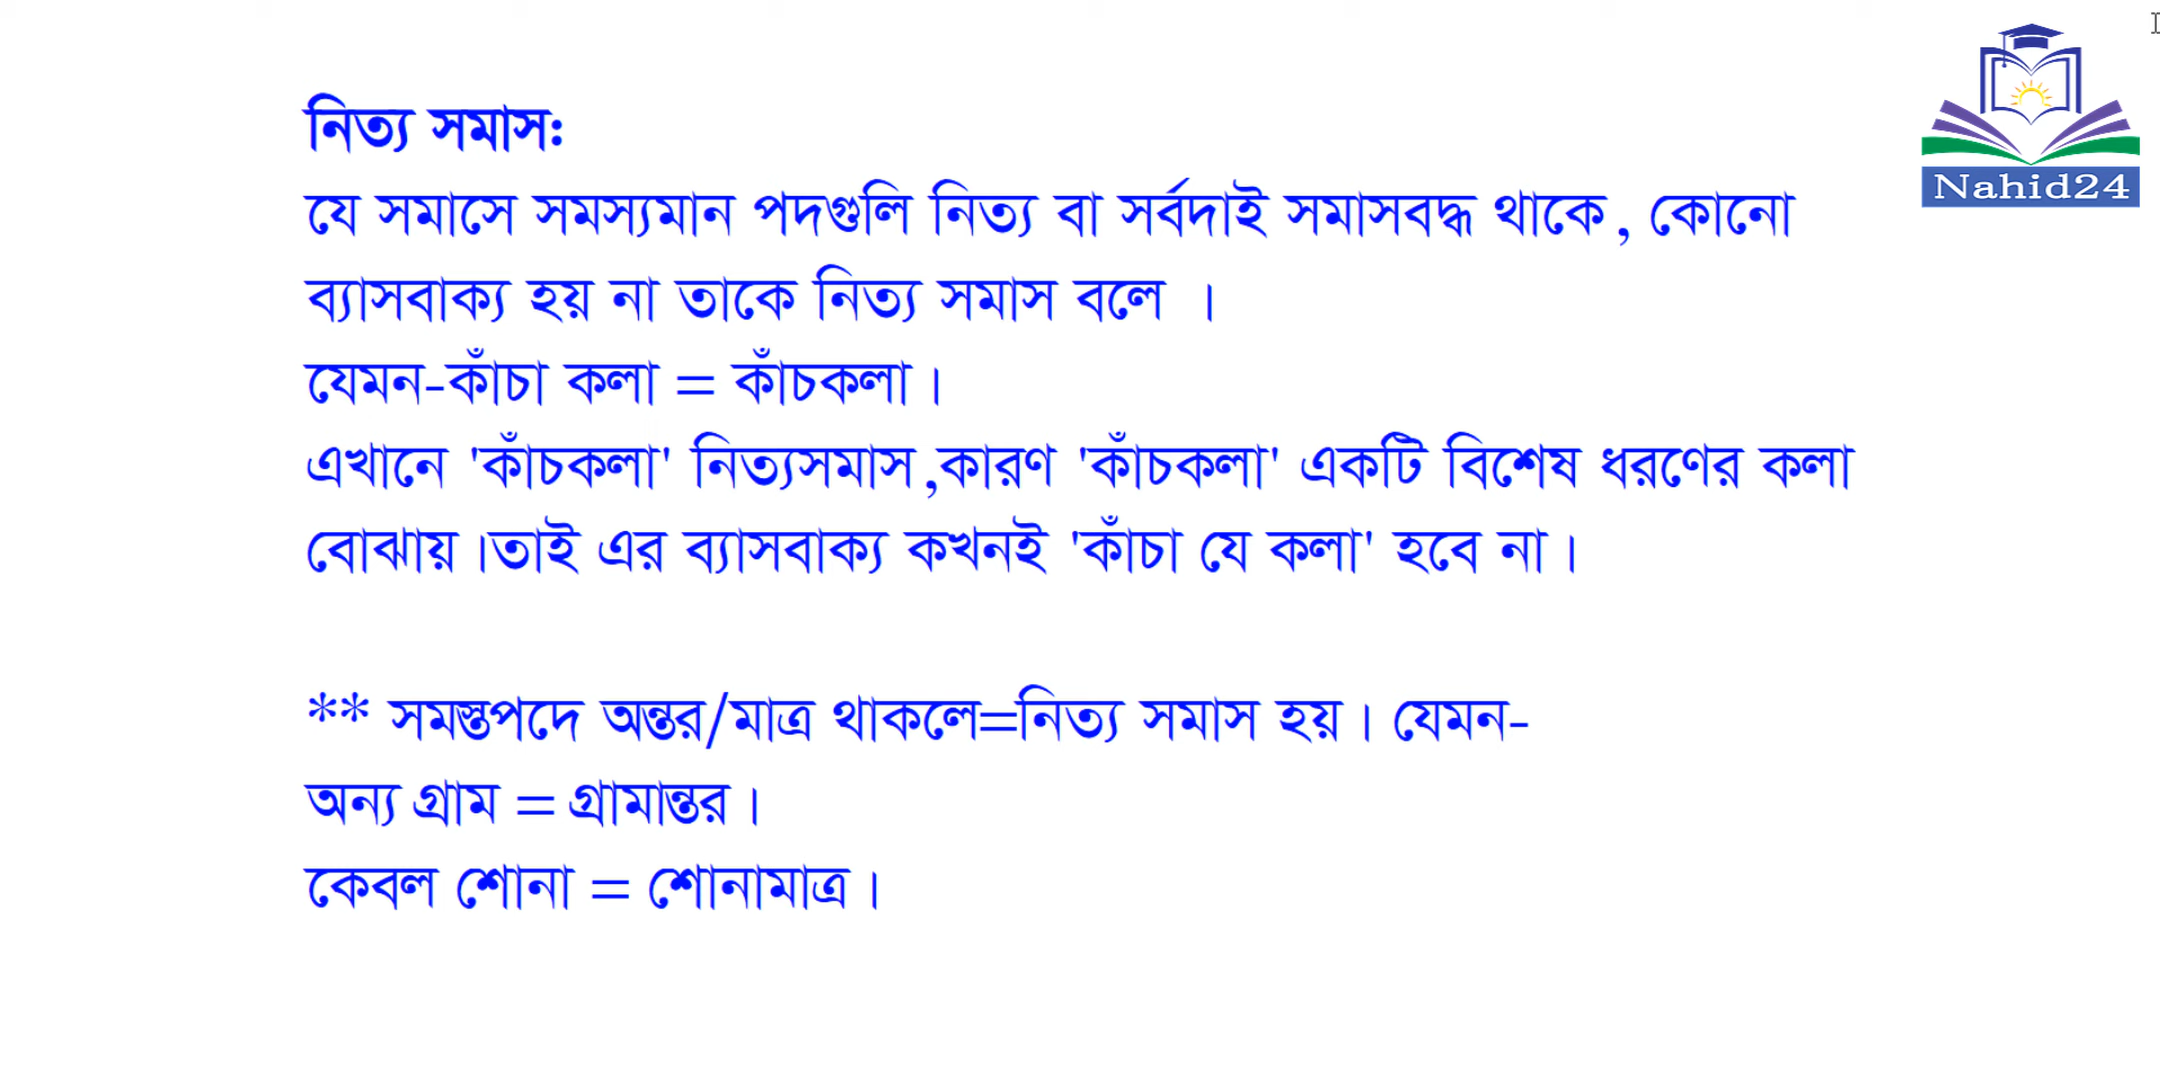 নিত্য সমাস:
যে সমাসে সমস্যমান পদগুলি নিত্য বা সর্বদাই সমাসবদ্ধ থাকে, কোনো
ব্যাসবাক্য হয় না তাকে নিত্য সমাস বলে ।
যেমন-কাঁচা কলা = কাঁচকলা।
এখানে 'কাঁচকলা' নিত্যসমাস,কারণ 'কাঁচকলা' একটি বিশেষ ধরণের কলা
বোঝায়।তাই এর ব্যাসবাক্য কখনই 'কাঁচা যে কলা' হবে না।
** সমস্তপদে অন্তর/মাত্র থাকলে=নিত্য সমাস হয়। যেমন-
অন্য গ্রাম = গ্রামান্তর।
কেবল শোনা = শোনামাত্র।
Nahid24